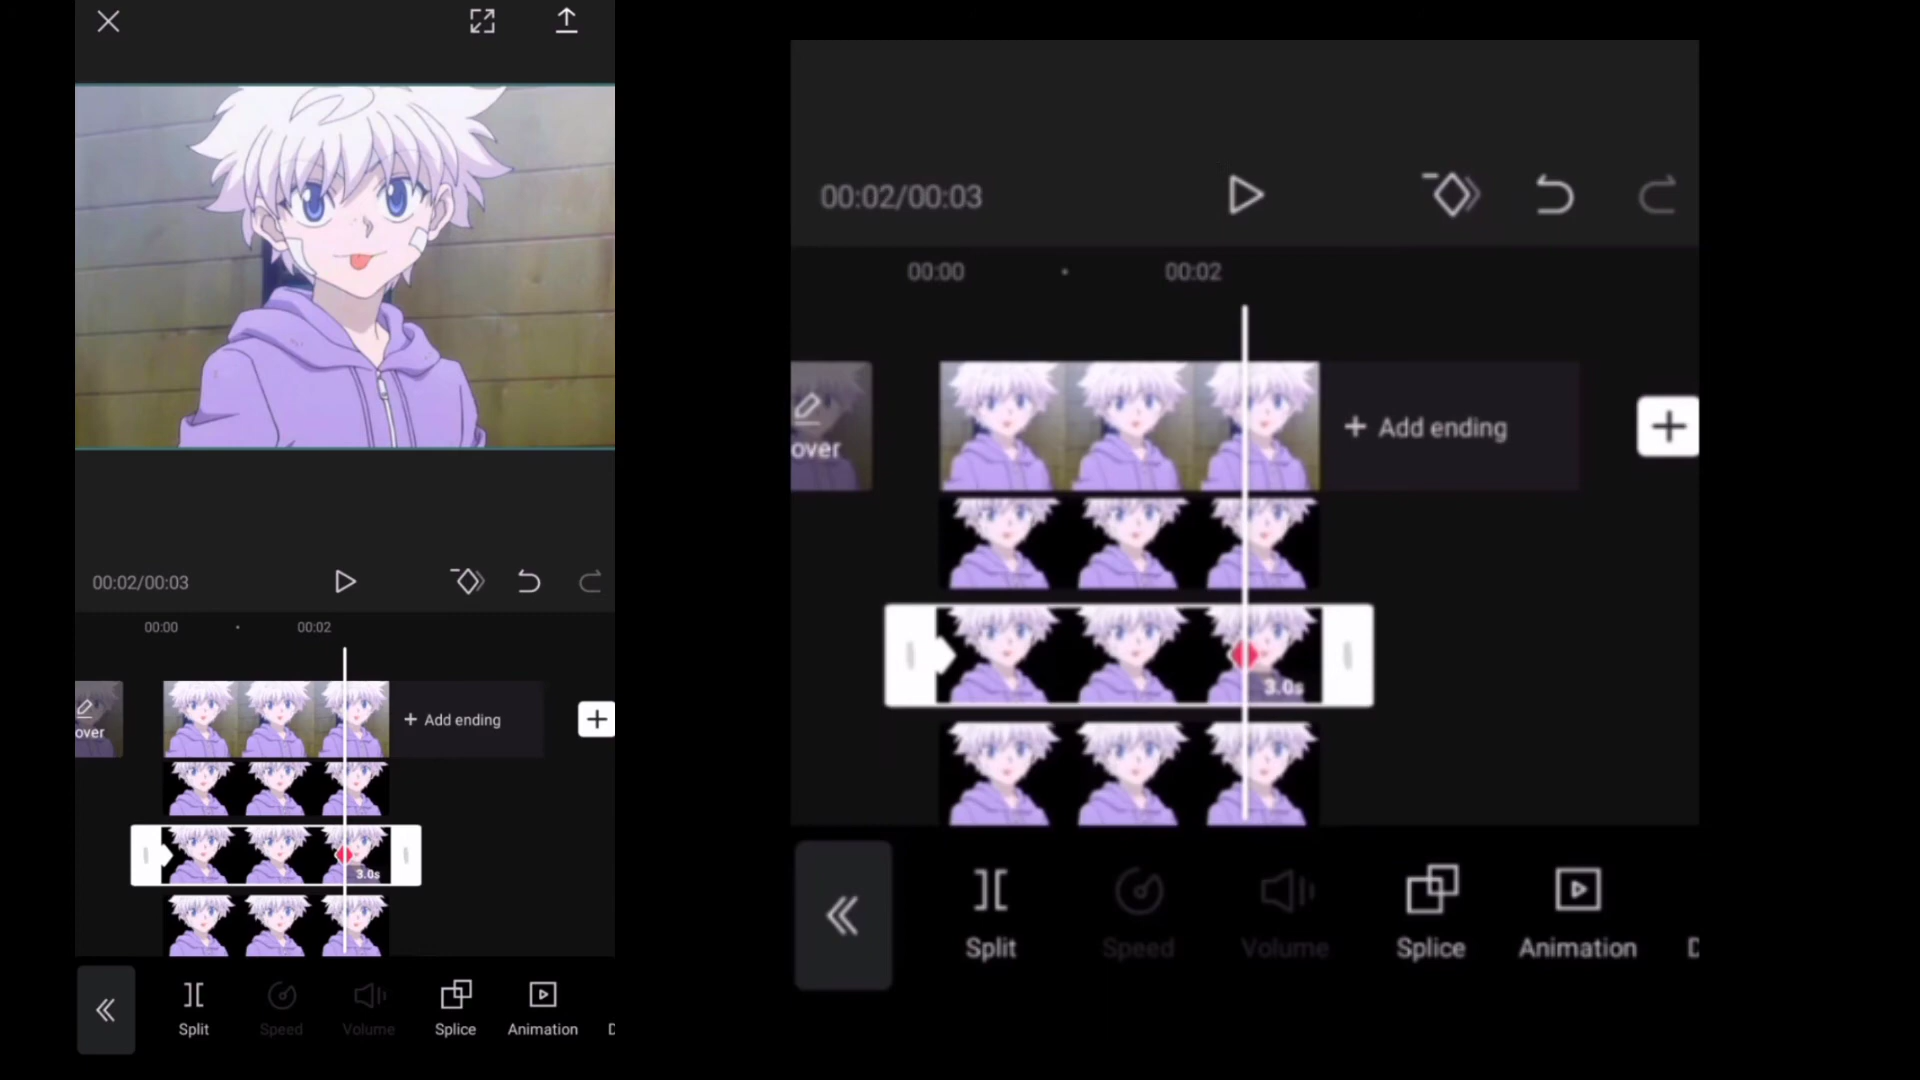 00:02/00:03
00:00
00:02
over
+ Add ending
3.0s
Split
Speed
Volume
Splice
Animation
D
00:02/00:03
00:00
00:02
over
+ Add ending
3.0s
Split
Speed
Volume
Splice
Animation